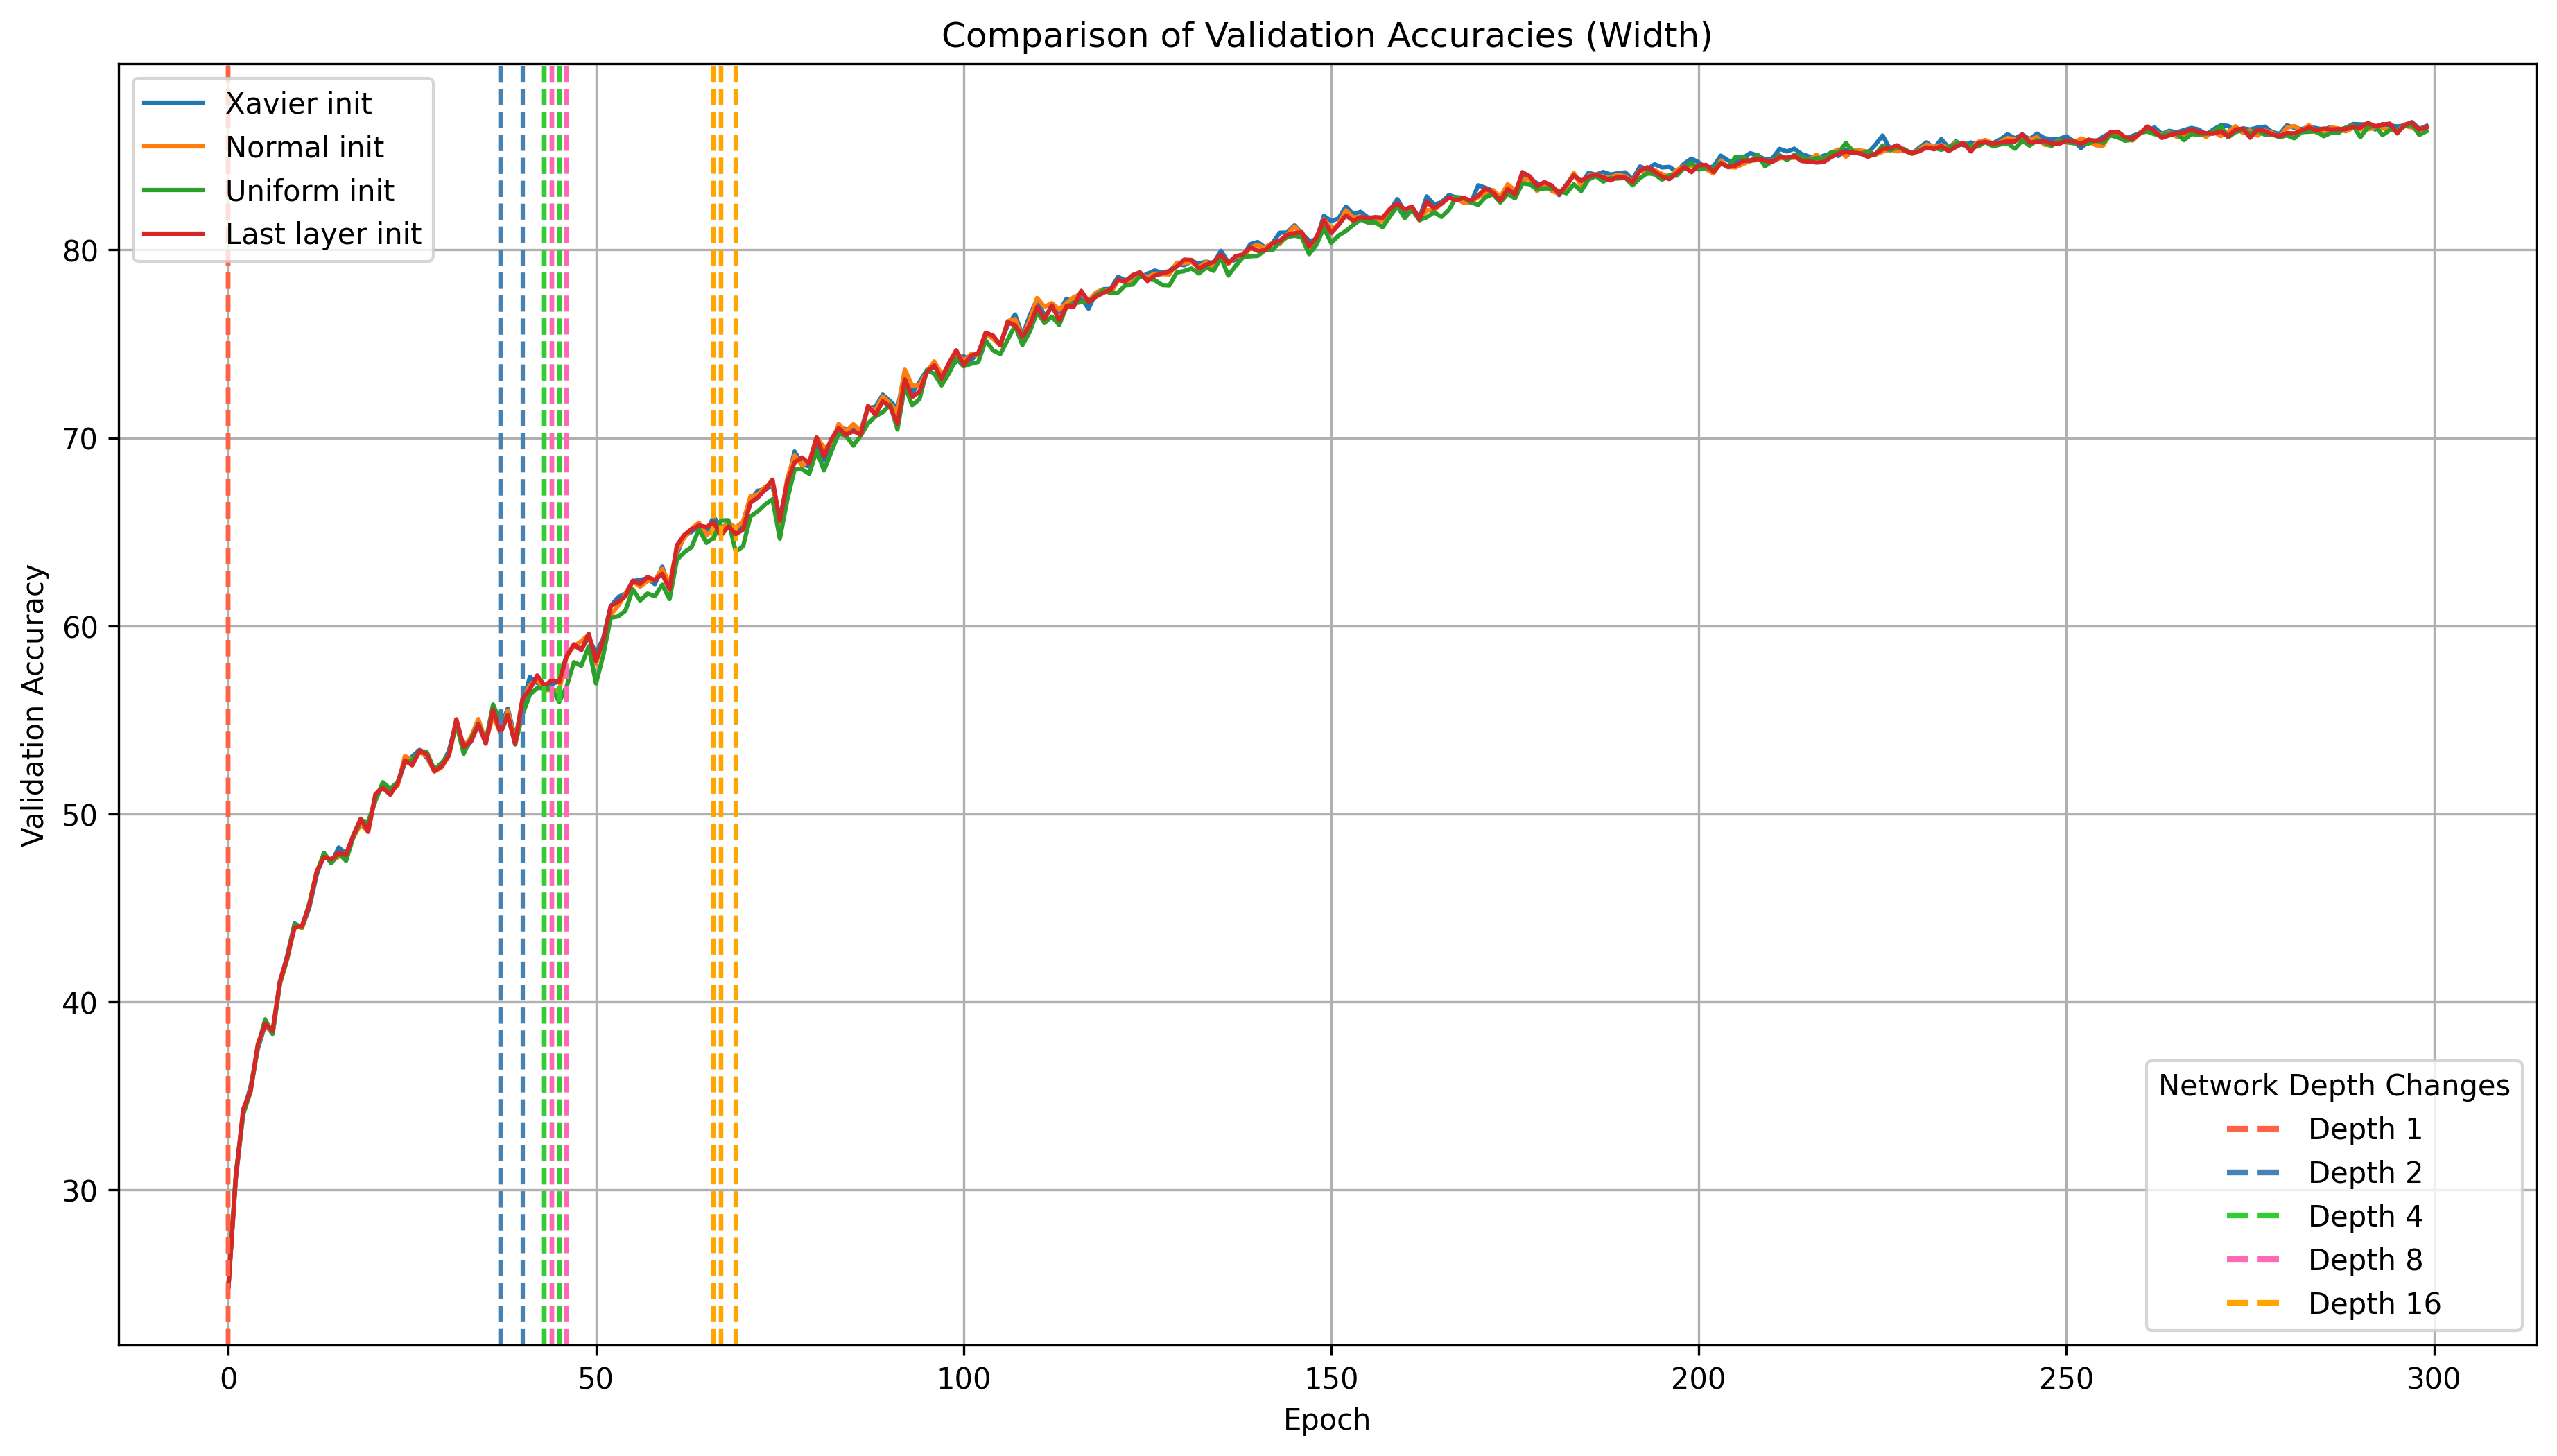 Comparison of Validation Accuracies (Width)
Xavier init
Normal init
Uniform init
Last layer init
Validation Accuracy
80
70
60
50
40
30
Network Depth Changes
Depth 1
Depth 2
Depth 4
Depth 8
Depth 16
0 50 100 150 200 250 300
Epoch